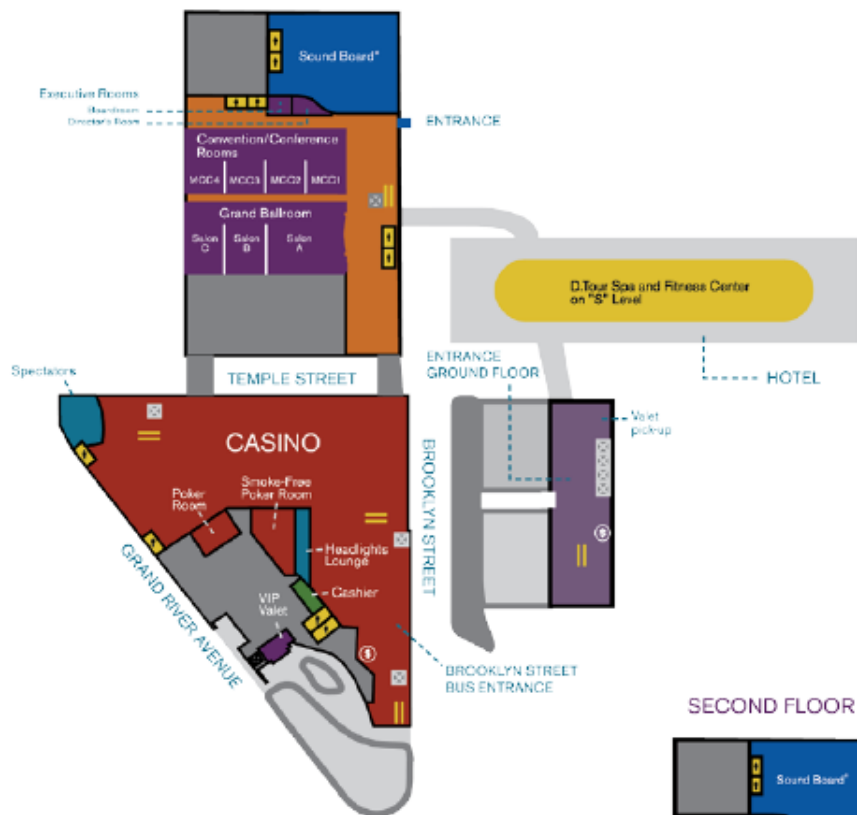 Sound Board*
Executive Rooms
Boardroom
Director's Room
ENTRANCE
Convention/Conference
Rooms
MCC4 MCC3 MCC2 MCC1
Grand Ballroom
Salon
C
Salon
B
Salon
A
D.Tour Spa and Fitness Center
on "S" Level
ENTRANCE
GROUND FLOOR
HOTEL
Spectators
TEMPLE STREET
Valet
pick-up
CASINO
BROOKLYN STREET
Poker
Room
Smoke-Free
Poker Room
Headlights
Lounge
Cashier
VIP
Valet
GRAND RIVER AVENUE
$
$
BROOKLYN STREET
BUS ENTRANCE
SECOND FLOOR
Sound Board*